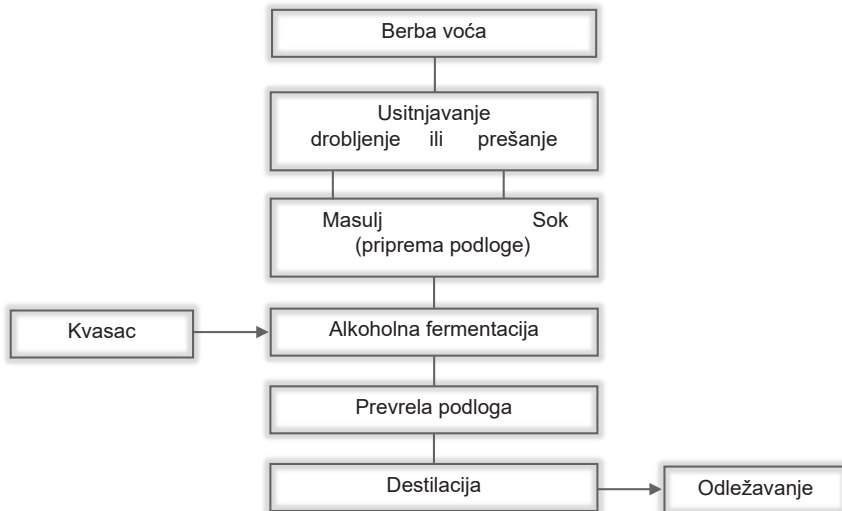 Berba voća
Usitnjavanje
drobljenje ili prešanje
Masulj Sok
(priprema podloge)
Kvasac
Alkoholna fermentacija
Prevrela podloga
Destilacija
Odležavanje